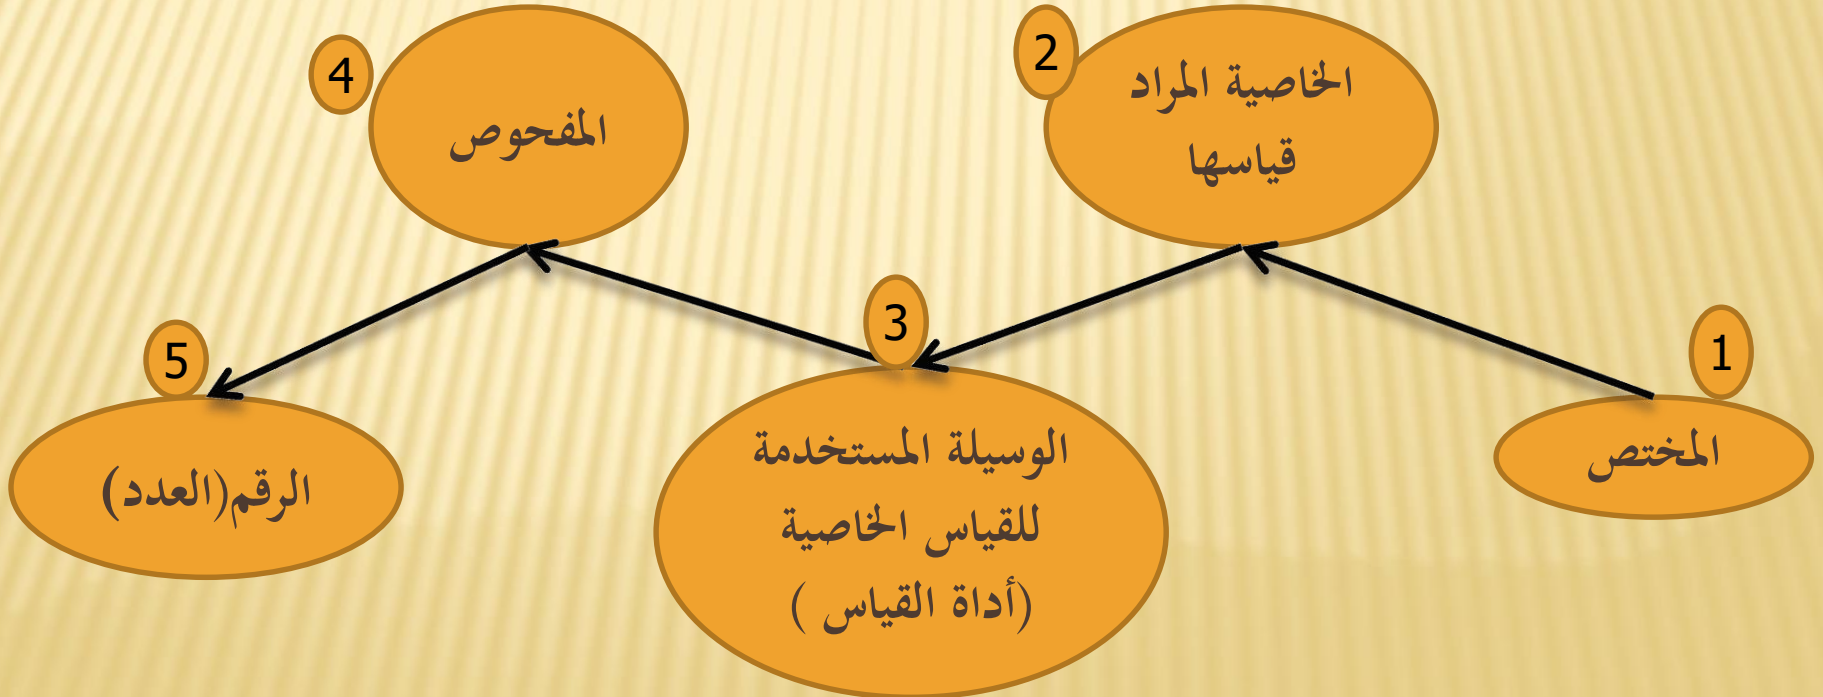 1
المختص
2
الخاصية المراد
قياسها
3
الوسيلة المستخدمة
للقياس الخاصية
(أداة القياس )
4
المفحوص
5
الرقم(العدد)